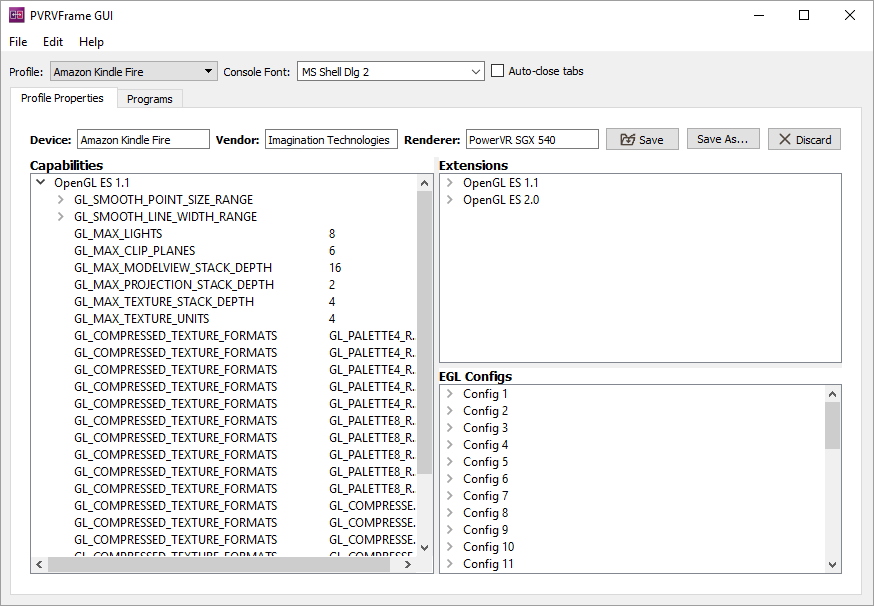 PVRVFrame GUI
File Edit Help
Profile: Amazon Kindle Fire Console Font: MS Shell Dlg 2 Auto-close tabs
Profile Properties Programs
Device: Amazon Kindle Fire Vendor: Imagination Technologies Renderer: PowerVR SGX 540 Save Save As... Discard
Capabilities
OpenGL ES 1.1
GL_SMOOTH_POINT_SIZE_RANGE
GL_SMOOTH_LINE_WIDTH_RANGE
GL_MAX_LIGHTS 8
GL_MAX_CLIP_PLANES 6
GL_MAX_MODELVIEW_STACK_DEPTH 16
GL_MAX_PROJECTION_STACK_DEPTH 2
GL_MAX_TEXTURE_STACK_DEPTH 4
GL_MAX_TEXTURE_UNITS 4
GL_COMPRESSED_TEXTURE_FORMATS GL_PALETTE4_R...
GL_COMPRESSED_TEXTURE_FORMATS GL_PALETTE4_R...
GL_COMPRESSED_TEXTURE_FORMATS GL_PALETTE4_R...
GL_COMPRESSED_TEXTURE_FORMATS GL_PALETTE4_R...
GL_COMPRESSED_TEXTURE_FORMATS GL_PALETTE4_R...
GL_COMPRESSED_TEXTURE_FORMATS GL_PALETTE8_R...
GL_COMPRESSED_TEXTURE_FORMATS GL_PALETTE8_R...
GL_COMPRESSED_TEXTURE_FORMATS GL_PALETTE8_R...
GL_COMPRESSED_TEXTURE_FORMATS GL_PALETTE8_R...
GL_COMPRESSED_TEXTURE_FORMATS GL_PALETTE8_R...
GL_COMPRESSED_TEXTURE_FORMATS GL_COMPRESSE...
GL_COMPRESSED_TEXTURE_FORMATS GL_COMPRESSE...
GL_COMPRESSED_TEXTURE_FORMATS GL_COMPRESSE...
GL_COMPRESSED_TEXTURE_FORMATS GL_COMPRESSE...
Extensions
OpenGL ES 1.1
OpenGL ES 2.0
EGL Configs
Config 1
Config 2
Config 3
Config 4
Config 5
Config 6
Config 7
Config 8
Config 9
Config 10
Config 11